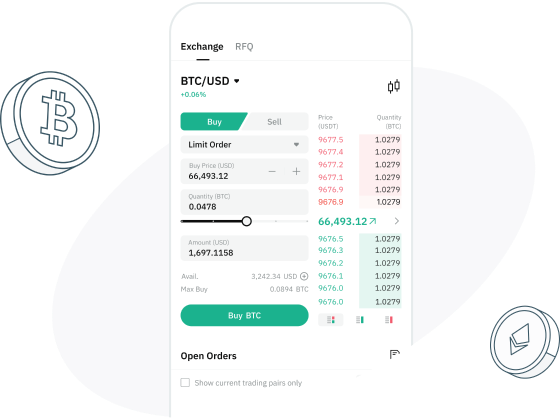 Exchange RFQ
BTC/USD
+0.06%
Buy Sell
Limit Order
Buy Price (USD)
66,493.12
Quantity (BTC)
0.0478
Amount (USD)
1,697.1158
Avail. 3,242.34 USD
Max Buy 0.0894 BTC
Buy BTC
Price (USDT) Quantity (BTC)
9677.5 1.0279
9677.4 1.0279
9677.2 1.0279
9677.1 1.0279
9676.9 1.0279
9676.9 1.0279
66,493.12
9676.5 1.0279
9676.3 1.0279
9676.2 1.0279
9676.1 1.0279
9676.0 1.0279
9676.0 1.0279
Open Orders
Show current trading pairs only